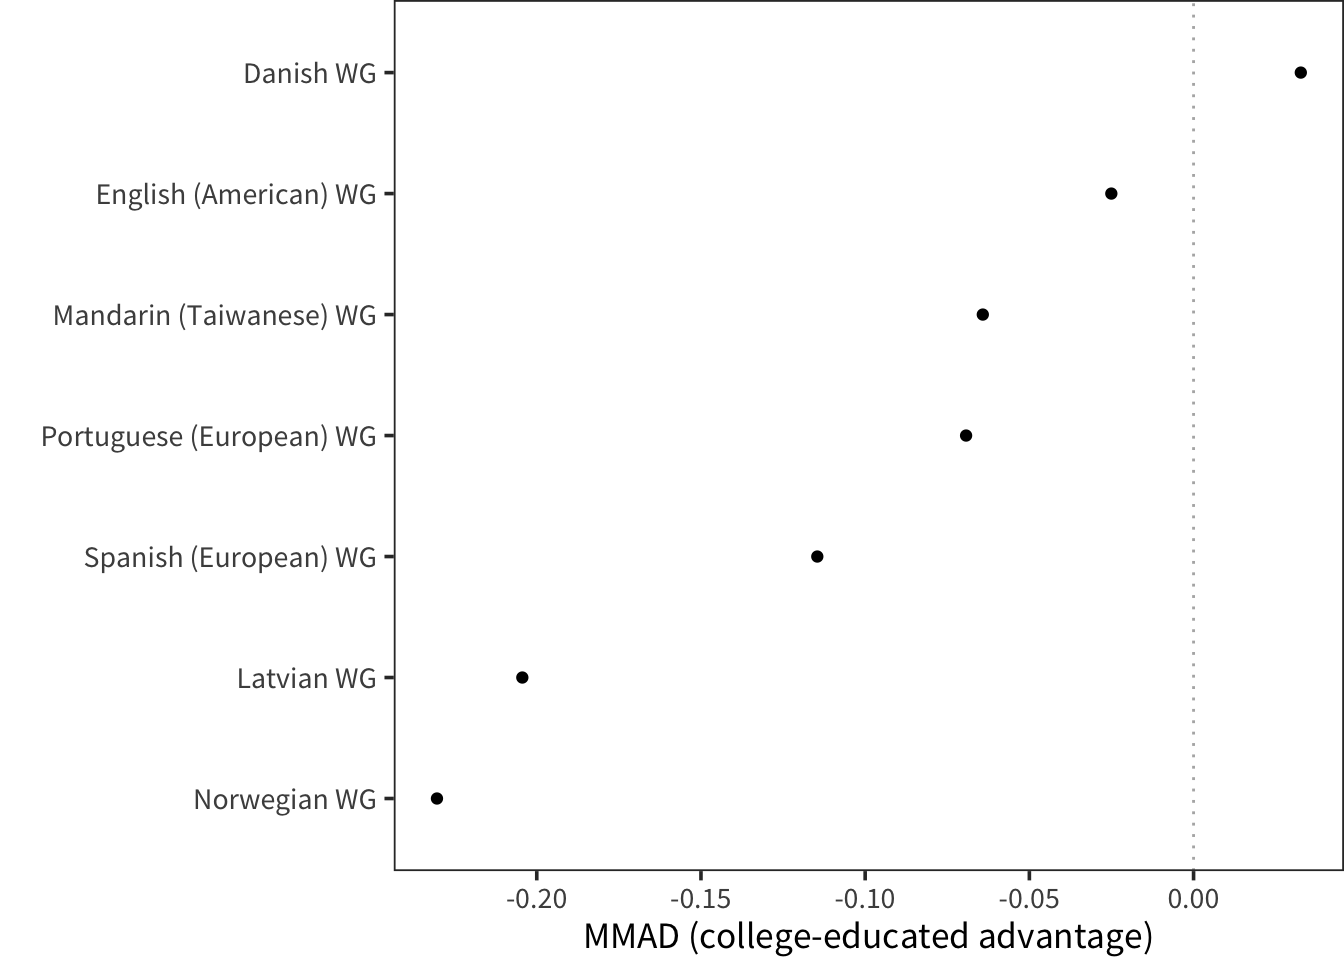 Danish WG
English (American) WG
Mandarin (Taiwanese) WG
Portuguese (European) WG
Spanish (European) WG
Latvian WG
Norwegian WG
-0.20 -0.15 -0.10 -0.05 0.00
MMAD (college-educated advantage)